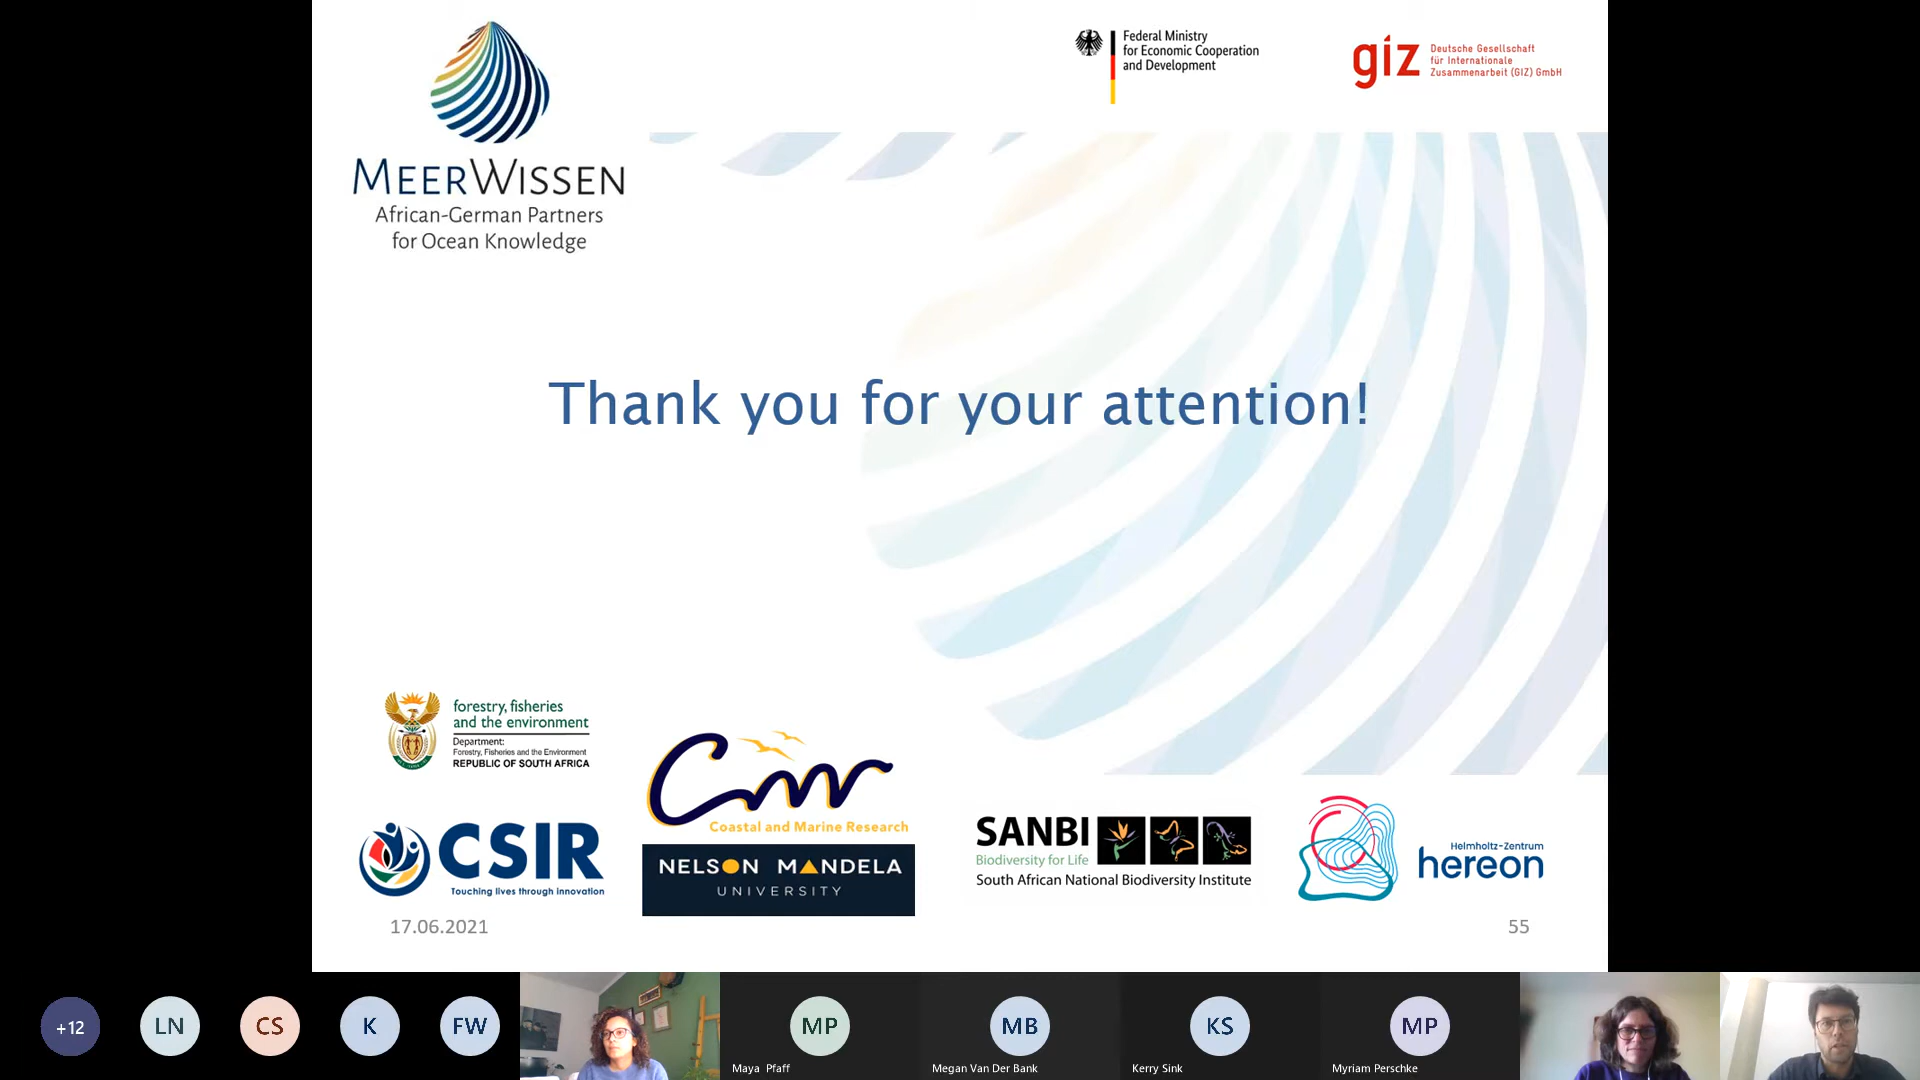 MEERWISSEN
African-German Partners
for Ocean Knowledge
Federal Ministry
for Economic Cooperation
and Development
giz
Deutsche Gesellschaft
für Internationale
Zusammenarbeit (GIZ) GmbH
Thank you for your attention!
forestry, fisheries
and the environment
Department:
Forestry, Fisheries and the Environment
REPUBLIC OF SOUTH AFRICA
CSIR
Touching lives through innovation
Cmr
Coastal and Marine Research
NELSON MANDELA
UNIVERSITY
SANBI
Biodiversity for Life
South African National Biodiversity Institute
Helmholtz-Zentrum
hereon
17.06.2021
55
+12
LN
CS
K
FW
MP
Maya Pfaff
MB
Megan Van Der Bank
KS
Kerry Sink
MP
Myriam Perschke